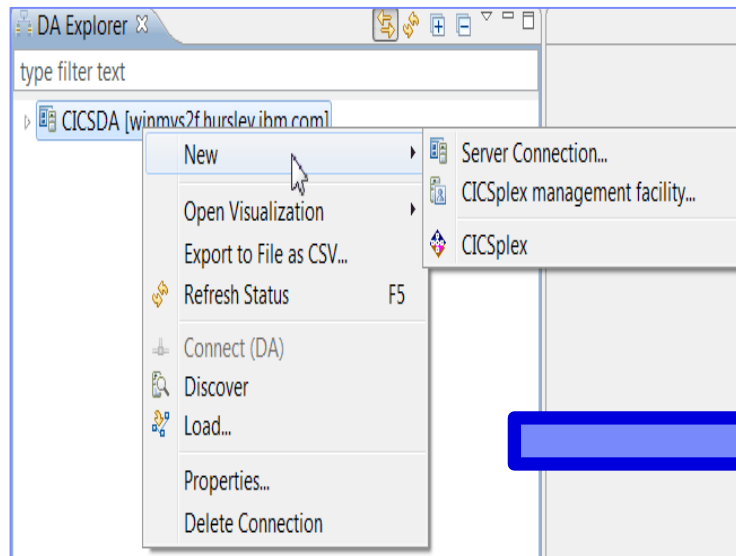 DA Explorer
type filter text
CICSDA [winmvs2f.hursley.ibm.com]
New
Open Visualization
Export to File as CSV...
Refresh Status F5
Connect (DA)
Discover
Load...
Properties...
Delete Connection
Server Connection...
CICSplex management facility...
CICSplex